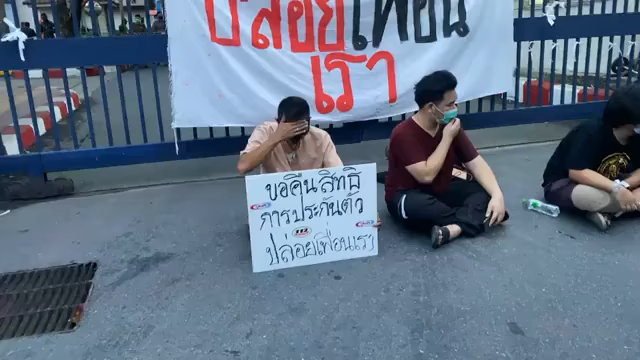 ปล่อยเพื่อน
เรา
ขอคืนสิทธิ
การประกันตัว
112
ปล่อยเพื่อนเรา